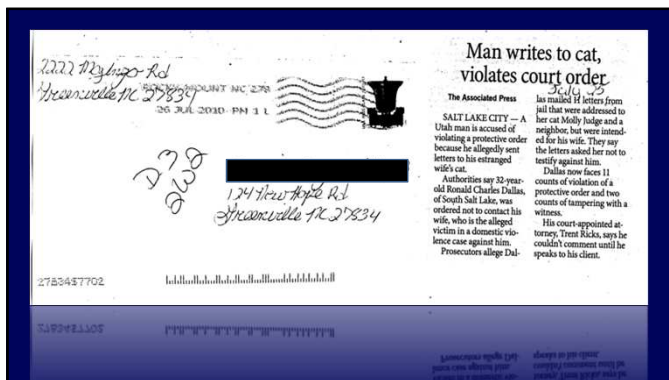 2222 Rd
Greenville NC 27834
ROCKY MOUNT NC 278
26 JUL 2010 PM 1 L
D3
2W2
124 New Hope Rd
Greenville NC 27834
2783457702
Man writes to cat,
violates court order
July 25
The Associated Press
SALT LAKE CITY — A
Utah man is accused of
violating a protective order
because he allegedly sent
letters to his estranged
wife's cat.
Authorities say 32-year-
old Ronald Charles Dallas,
of South Salt Lake, was
ordered not to contact his
wife, who is the alleged
victim in a domestic vio-
lence case against him.
Prosecutors allege Dal-
las mailed letters from
jail that were addressed to
her cat Molly Judge and a
neighbor, but were intend-
ed for his wife. They say
the letters asked her not to
testify against him.
Dallas now faces 11
counts of violation of a
protective order and two
counts of tampering with a
witness.
His court-appointed at-
torney, Trent Ricks, says he
couldn't comment until he
speaks to his client.